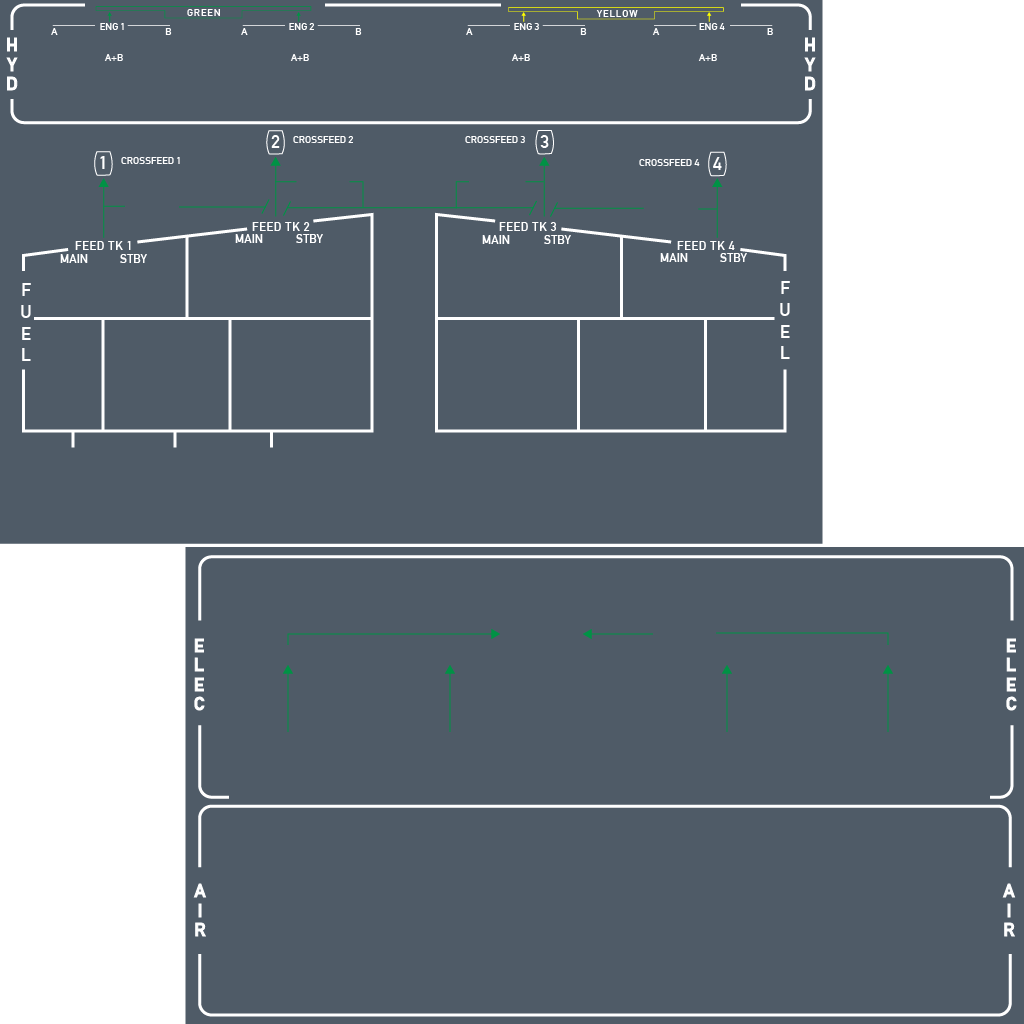 GREEN
YELLOW
A ENG 1 B A ENG 2 B
A ENG 3 B A ENG 4 B
A+B A+B A+B A+B
HYD
HYD
2 CROSSFEED 2
CROSSFEED 3 3
1 CROSSFEED 1
CROSSFEED 4 4
FEED TK 2
MAIN STBY
FEED TK 3
MAIN STBY
FEED TK 1
MAIN STBY
FEED TK 4
MAIN STBY
FUEL
FUEL
ELEC
ELEC
AIR
AIR